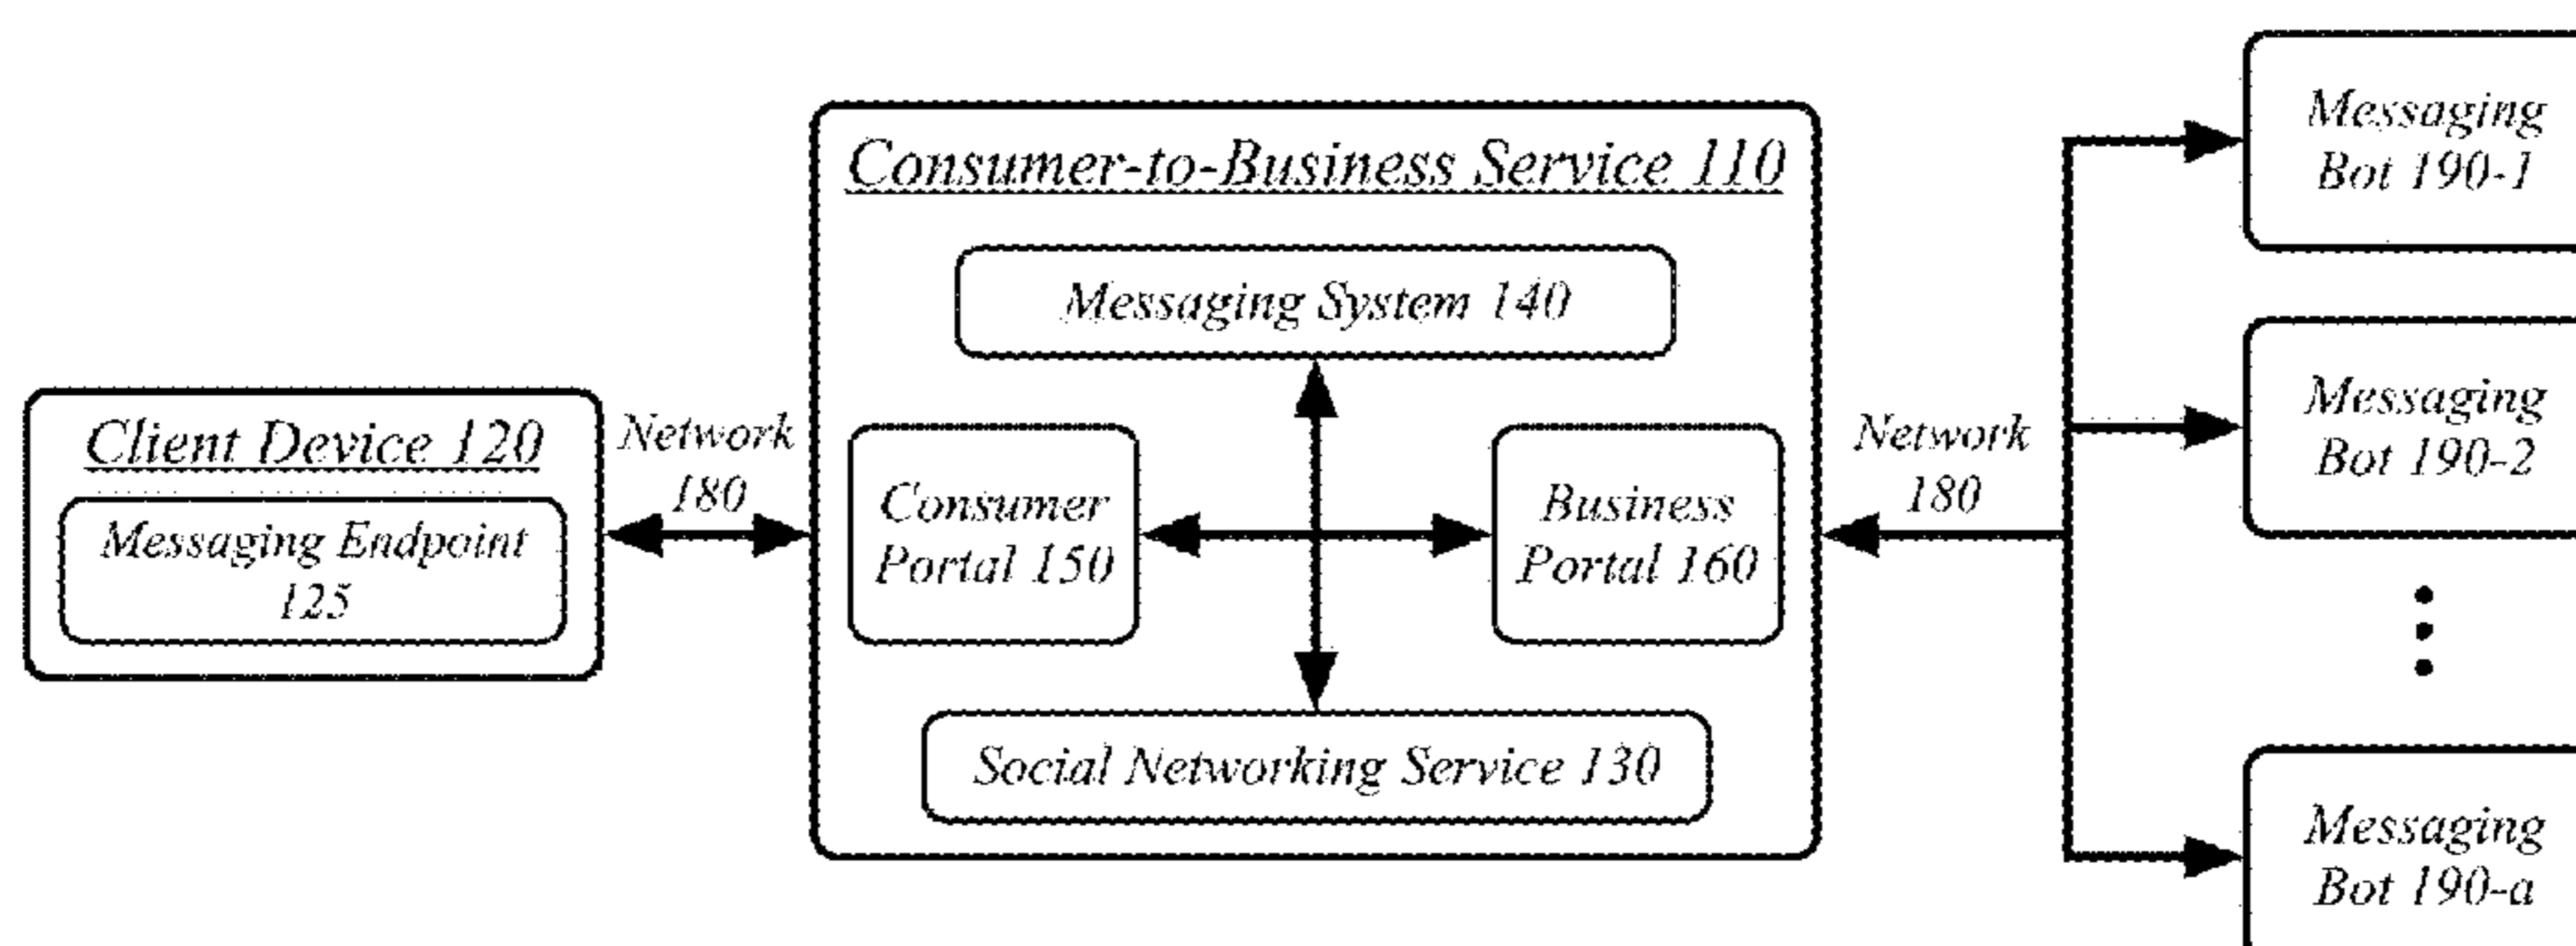 Client Device 120
Messaging Endpoint
125
Network
180
Consumer-to-Business Service 110
Messaging System 140
Consumer
Portal 150
Business
Portal 160
Social Networking Service 130
Network
180
Messaging
Bot 190-1
Messaging
Bot 190-2
Messaging
Bot 190-a